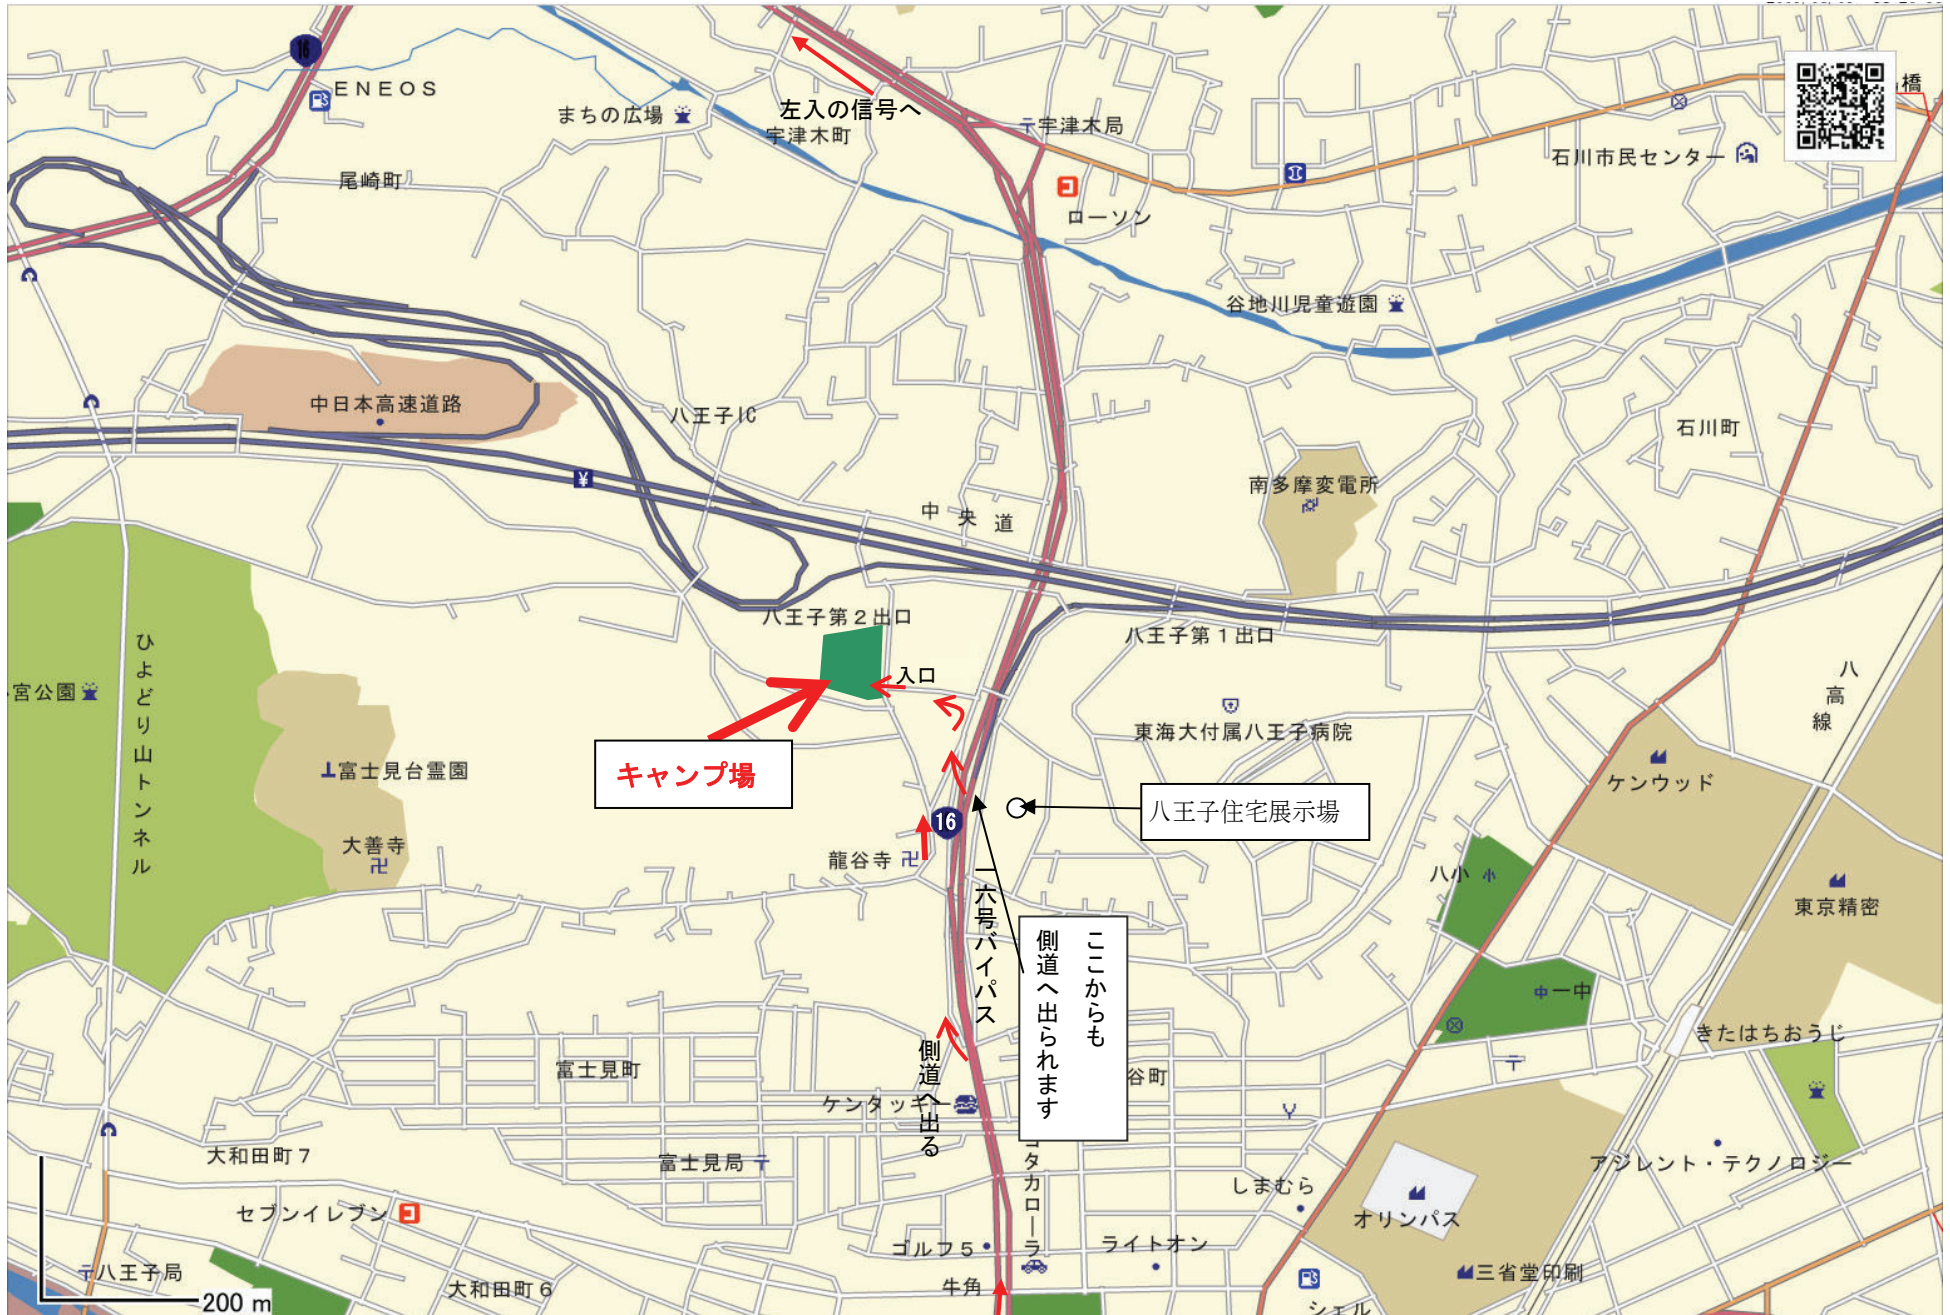 16
ENEOS
まちの広場
左入の信号へ
宇津木町
宇津木局
石川市民センター
橋
尾崎町
ローソン
谷地川児童遊園
中日本高速道路
八王子IC
石川町
南多摩変電所
中央道
八王子第2出口
八王子第1出口
ひよどり山トンネル
宮公園
入口
八高線
東海大付属八王子病院
キャンプ場
富士見台霊園
ケンウッド
八王子住宅展示場
16
大善寺
龍谷寺
八小
小
東京精密
一六号バイパス
ここからも
側道へ出られます
中
一中
きたはちおうじ
側道へ出る
富士見町
谷町
ケンタッキー
大和田町7
富士見局
タカローラ
アジレント・テクノロジー
しまむら
セブンイレブン
オリンパス
ゴルフ5
ライトオン
八王子局
大和田町6
牛角
三省堂印刷
シェル
200 m